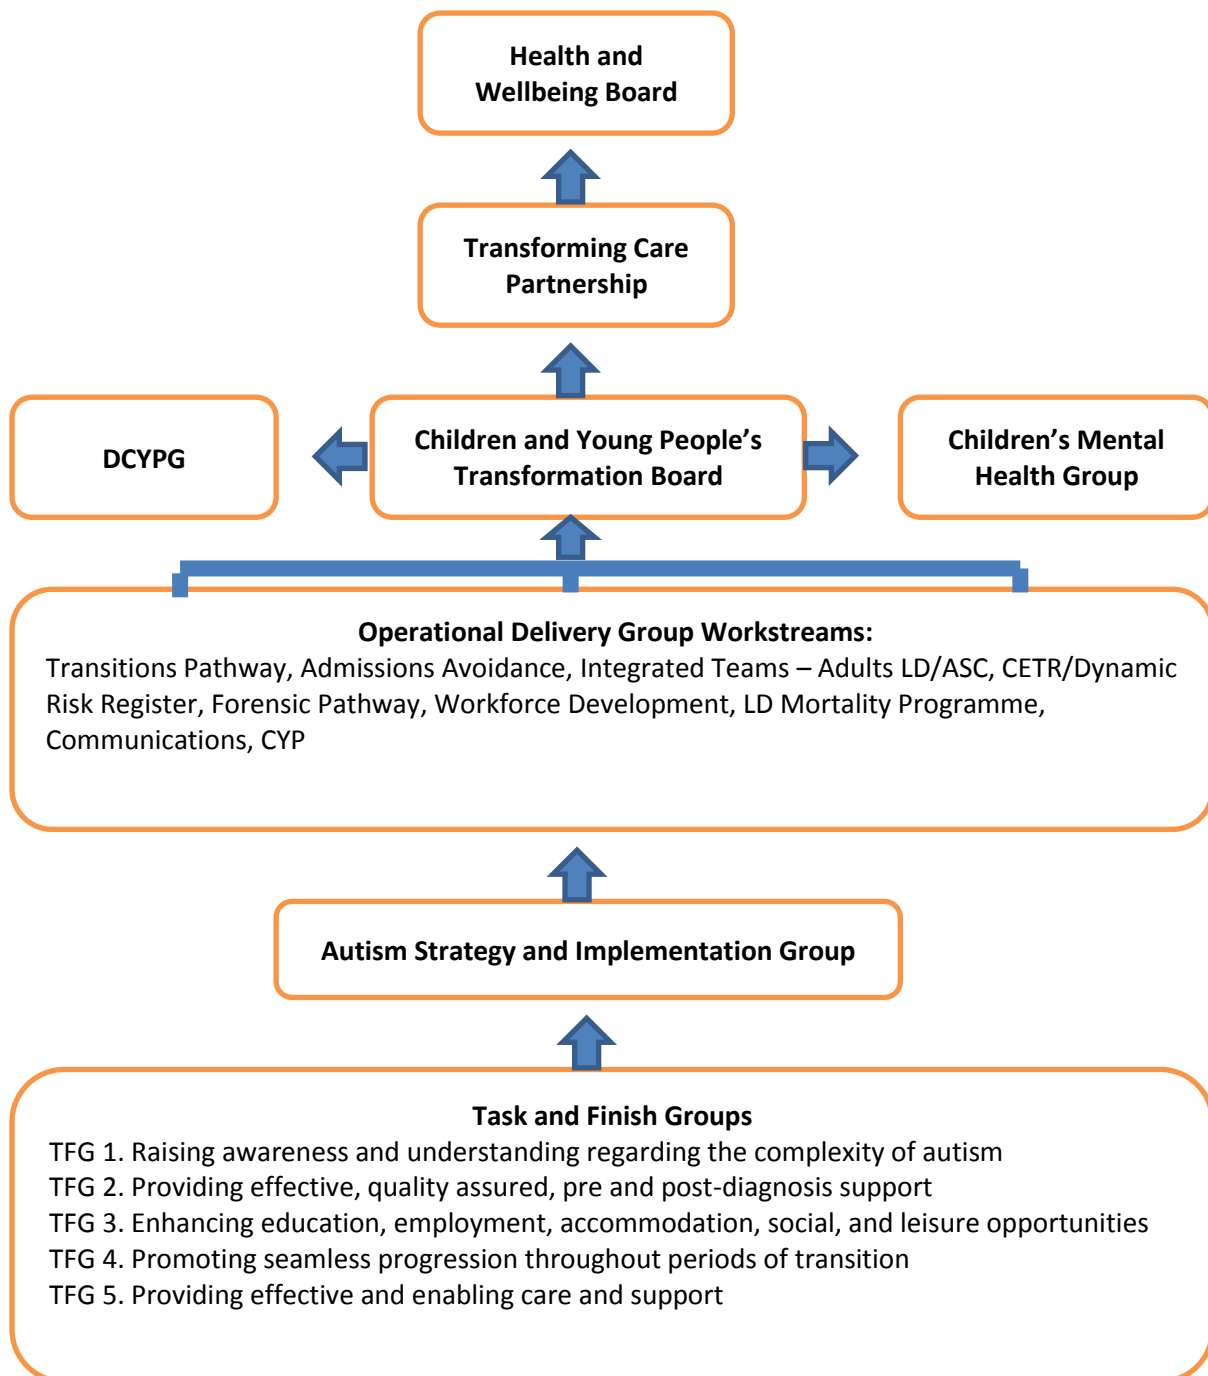 Health and
Wellbeing Board
Transforming Care
Partnership
DCYPG
Children and Young People’s
Transformation Board
Children’s Mental
Health Group
Operational Delivery Group Workstreams:
Transitions Pathway, Admissions Avoidance, Integrated Teams – Adults LD/ASC, CETR/Dynamic
Risk Register, Forensic Pathway, Workforce Development, LD Mortality Programme,
Communications, CYP
Autism Strategy and Implementation Group
Task and Finish Groups
TFG 1. Raising awareness and understanding regarding the complexity of autism
TFG 2. Providing effective, quality assured, pre and post-diagnosis support
TFG 3. Enhancing education, employment, accommodation, social, and leisure opportunities
TFG 4. Promoting seamless progression throughout periods of transition
TFG 5. Providing effective and enabling care and support